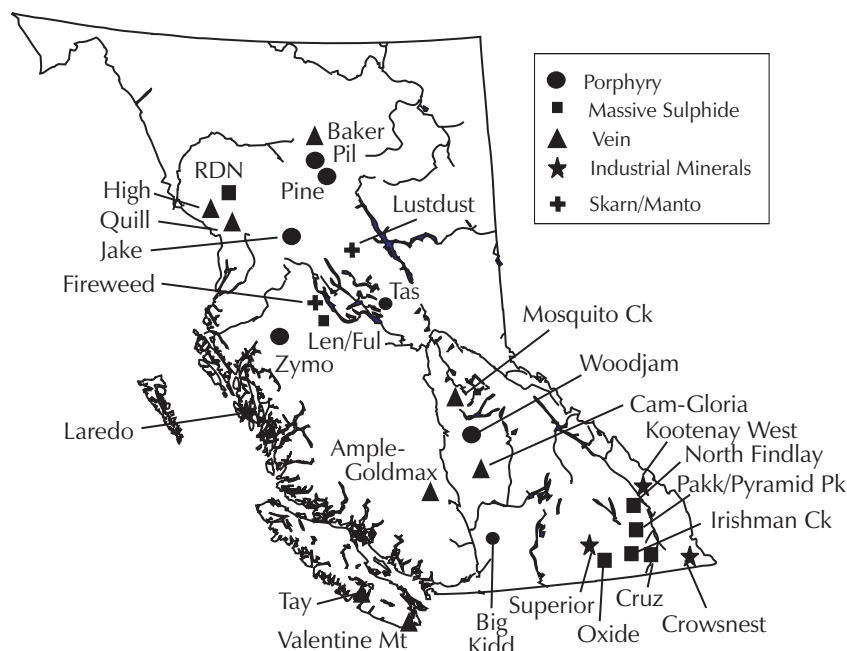 Porphyry
Massive Sulphide
Vein
Industrial Minerals
Skarn/Manto
Baker
Pil
RDN
Pine
High
Quill
Jake
Lustdust
Fireweed
Tas
Len/Ful
Zymo
Mosquito Ck
Woodjam
Cam-Gloria
Laredo
Ample-
Goldmax
Kootenay West
North Findlay
Pakk/Pyramid Pk
Irishman Ck
Tay
Valentine Mt
Big
Kidd
Superior
Oxide
Cruz
Crowsnest